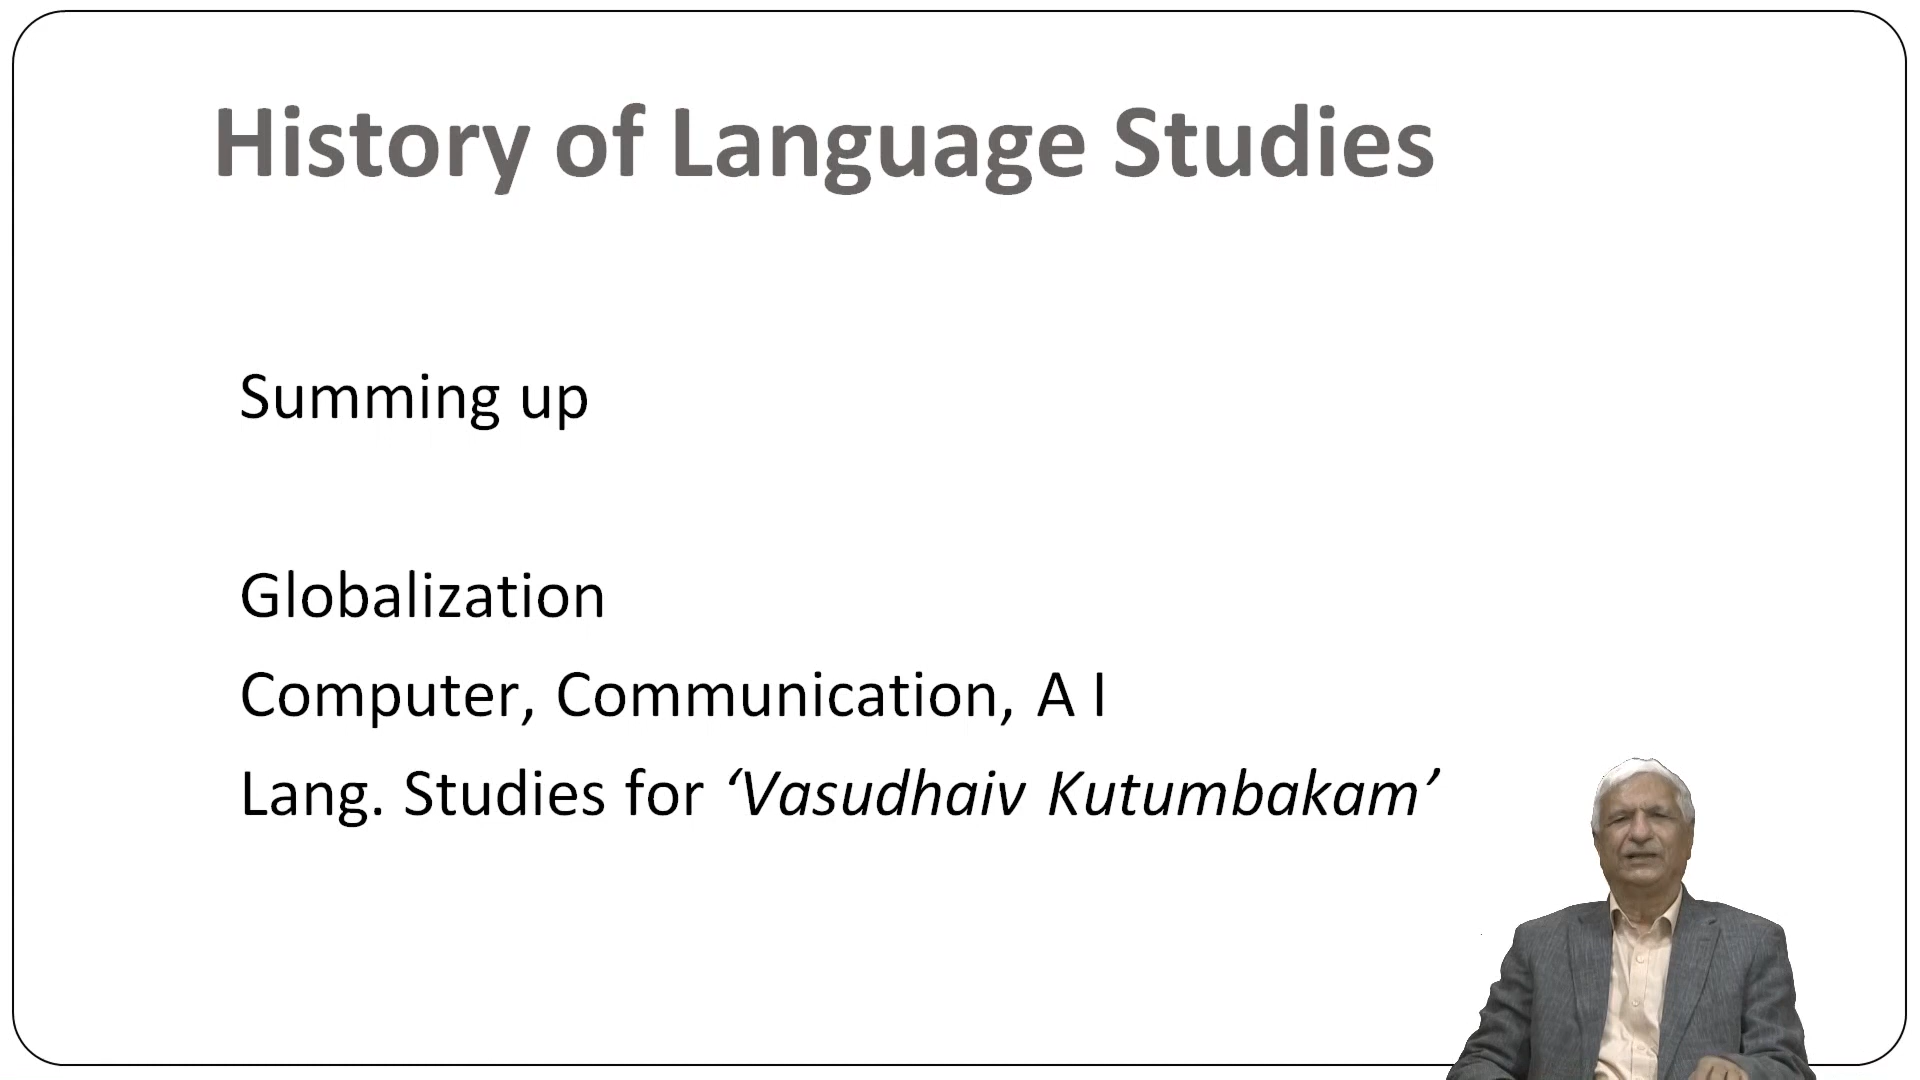 History of Language Studies
Summing up
Globalization
Computer, Communication, A I
Lang. Studies for ‘Vasudhaiv Kutumbakam’